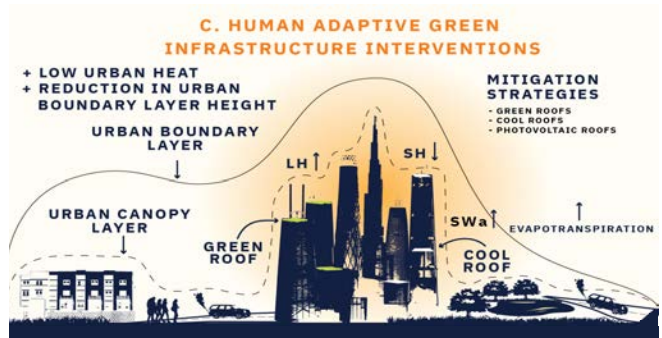 C. HUMAN ADAPTIVE GREEN
INFRASTRUCTURE INTERVENTIONS
+ LOW URBAN HEAT
+ REDUCTION IN URBAN
BOUNDARY LAYER HEIGHT
MITIGATION
STRATEGIES
- GREEN ROOFS
- COOL ROOFS
- PHOTOVOLTAIC ROOFS
URBAN BOUNDARY
LAYER
LH
SH
URBAN CANOPY
LAYER
GREEN
ROOF
SWa
EVAPOTRANSPIRATION
COOL
ROOF